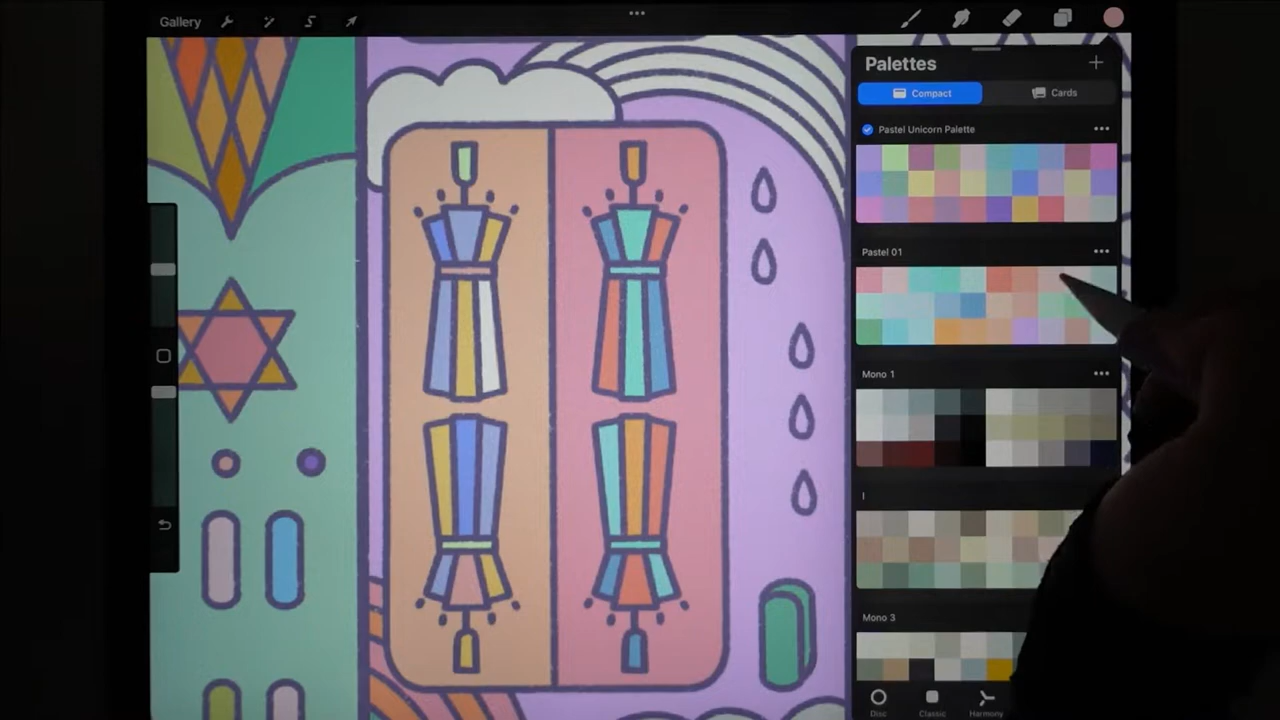 Gallery
Palettes
Compact
Cards
Pastel Unicorn Palette
Pastel 01
Mono 1
I
Mono 3
Disc
Classic
Harmony